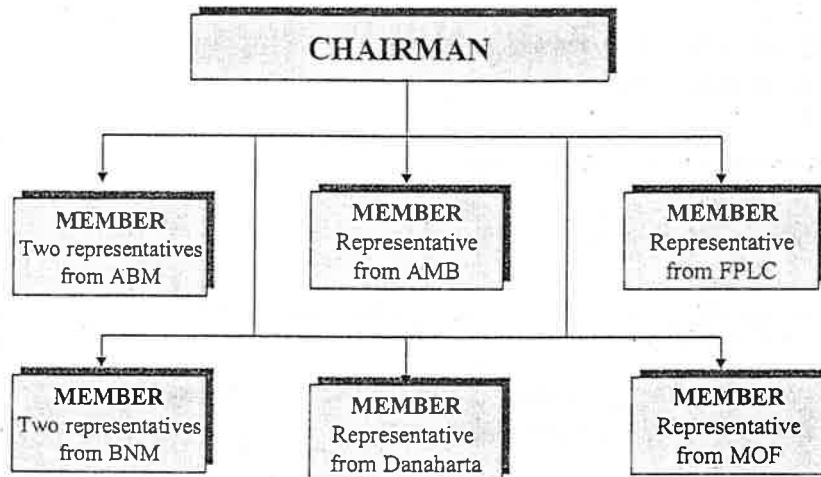 CHAIRMAN
MEMBER
Two representatives
from ABM
MEMBER
Representative
from AMB
MEMBER
Representative
from FPLC
MEMBER
Two representatives
from BNM
MEMBER
Representative
from Danaharta
MEMBER
Representative
from MOF